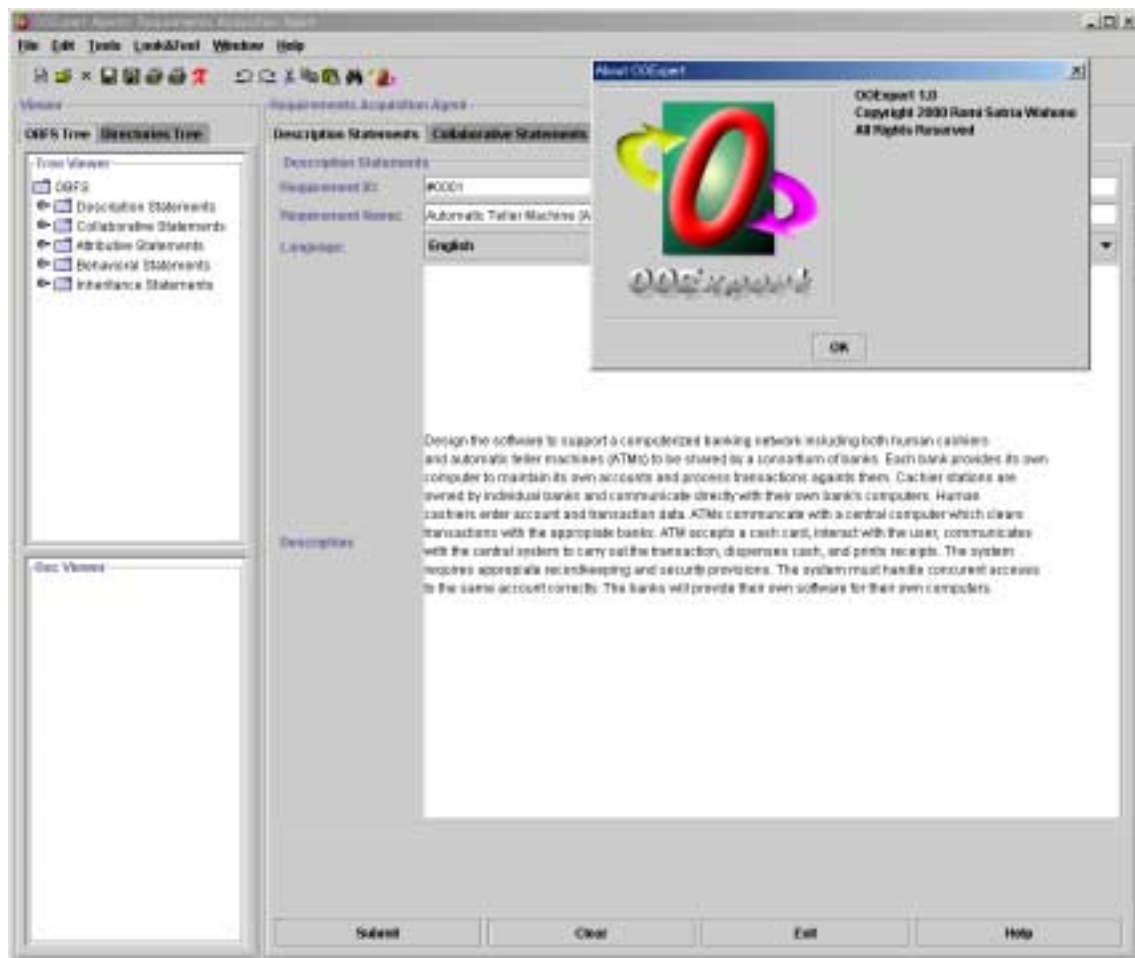 OOExpert Agents: Requirements Acquisition Agent
File Edit Tools Look&Feel Window Help
Viewer
OBFS Tree Directories Tree
Tree Viewer
OBFS
Description Statements
Collaborative Statements
Attributive Statements
Behavioral Statements
Inheritance Statements
Doc Viewer
Requirements Acquisition Agent
Description Statements Collaborative Statements
Description Statements
Requirement ID: #0001
Requirement Name: Automatic Teller Machine (A
Language: English
Description
Design the software to support a computerized banking network including both human cashiers
and automatic teller machines (ATMs) to be shared by a consortium of banks. Each bank provides its own
computer to maintain its own accounts and process transactions againts them. Cachier stations are
owned by individual banks and communicate directly with their own bank's computers. Human
cashiers enter account and transaction data. ATMs communicate with a central computer which clears
transactions with the appropiate banks. ATM accepts a cash card, interact with the user, communicates
with the central system to carry out the transaction, dispenses cash, and prints receipts. The system
requires appropiate recordkeeping and security provisions. The system must handle concurent accesses
to the same account correctly. The banks will provide their own software for their own computers.
Submit Clear Exit Help
About OOExpert
OOExpert
OOExpert 1.0
Copyright 2000 Romi Satria Wahono
All Rights Reserved
OK